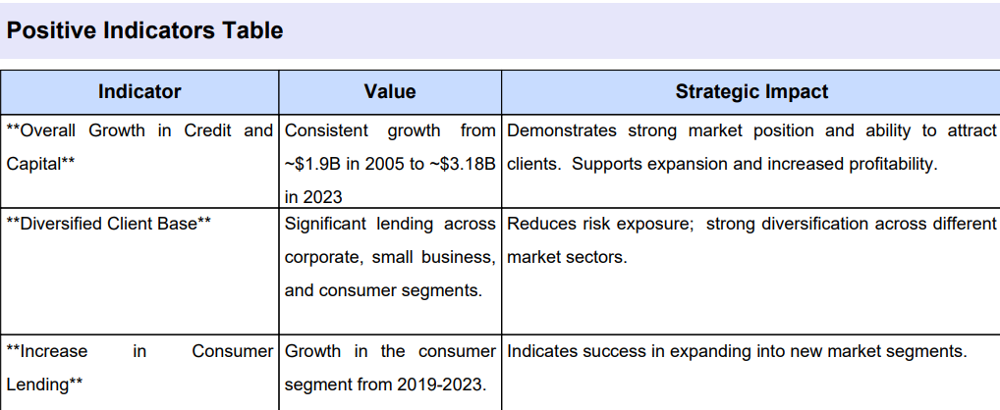 Positive Indicators Table
Indicator Value Strategic Impact
**Overall Growth in Credit and Capital**
Consistent growth from
~$1.9B in 2005 to ~$3.18B
in 2023
Demonstrates strong market position and ability to attract
clients. Supports expansion and increased profitability.
**Diversified Client Base**
Significant lending across
corporate, small business,
and consumer segments.
Reduces risk exposure; strong diversification across different
market sectors.
**Increase in Consumer
Lending**
Growth in the consumer
segment from 2019-2023.
Indicates success in expanding into new market segments.